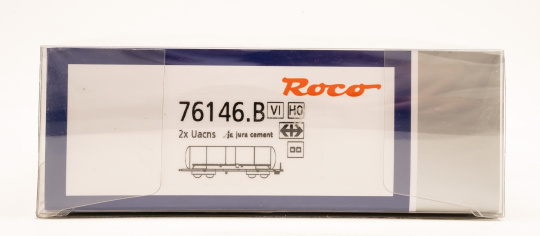 Roco
76146.B VI H0
2x Uacns jura cement